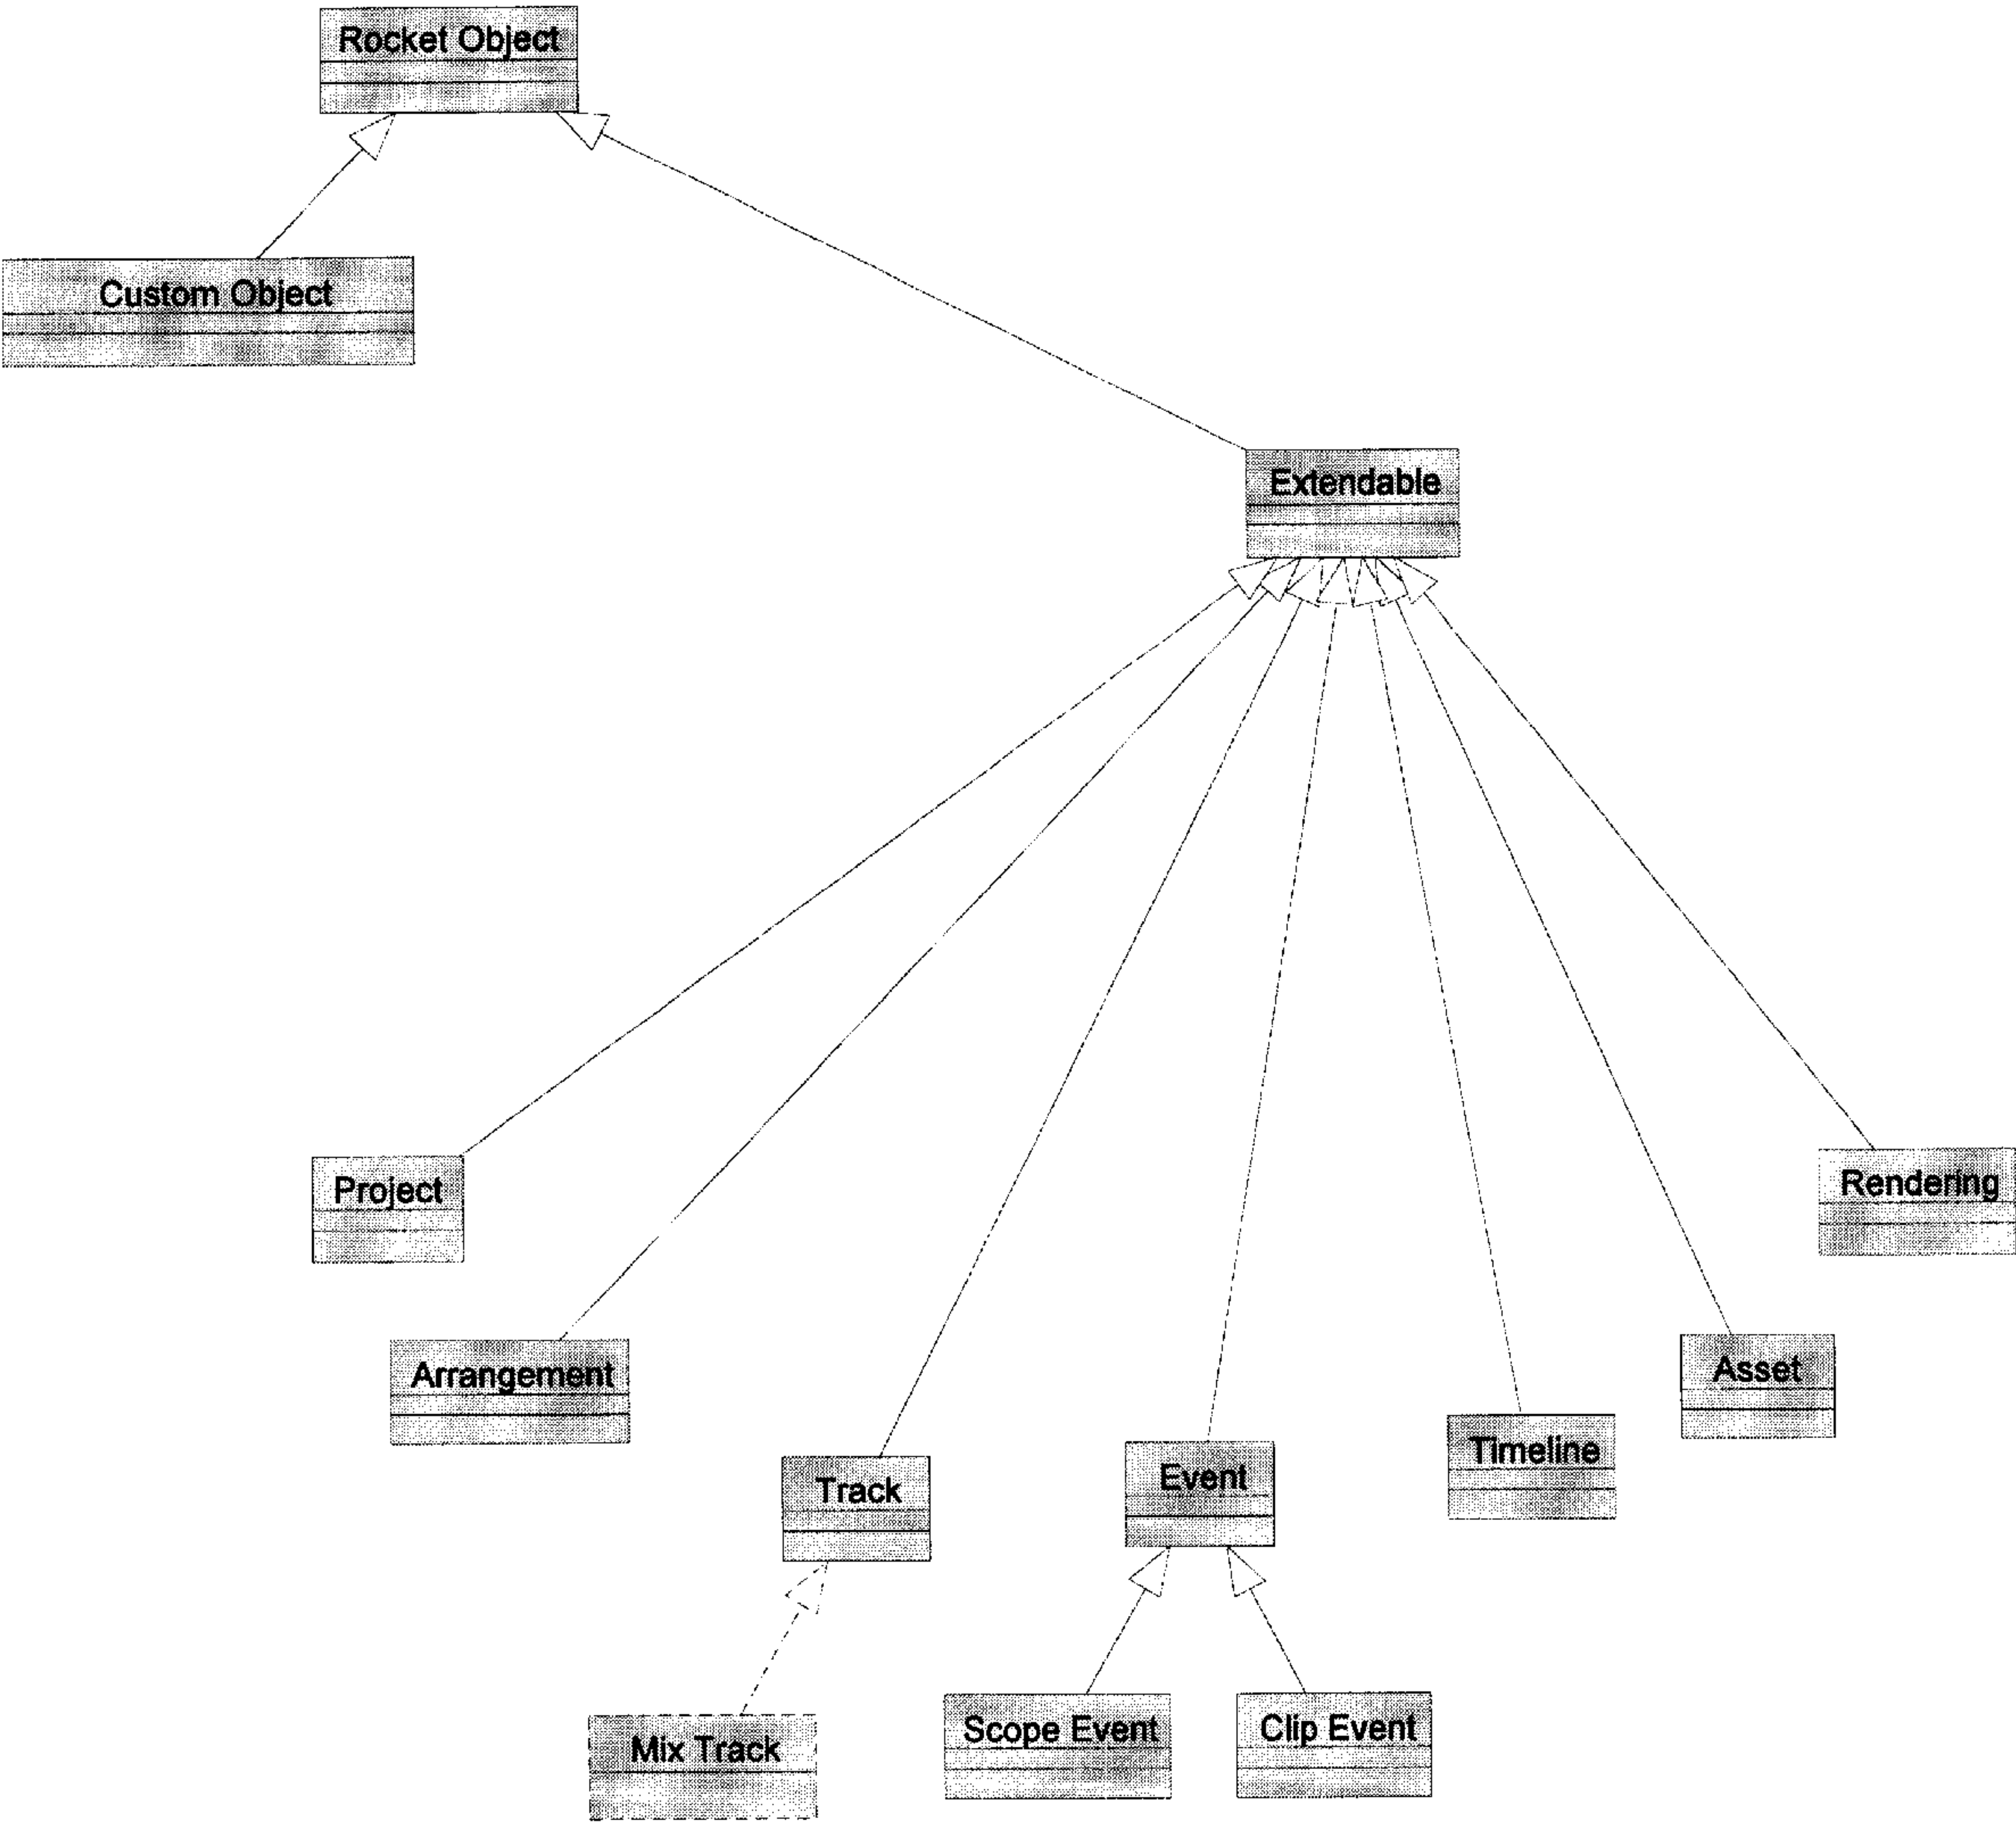 Rocket Object
Custom Object
Extendable
Project
Rendering
Arrangement
Asset
Track
Event
Timeline
Mix Track
Scope Event
Clip Event